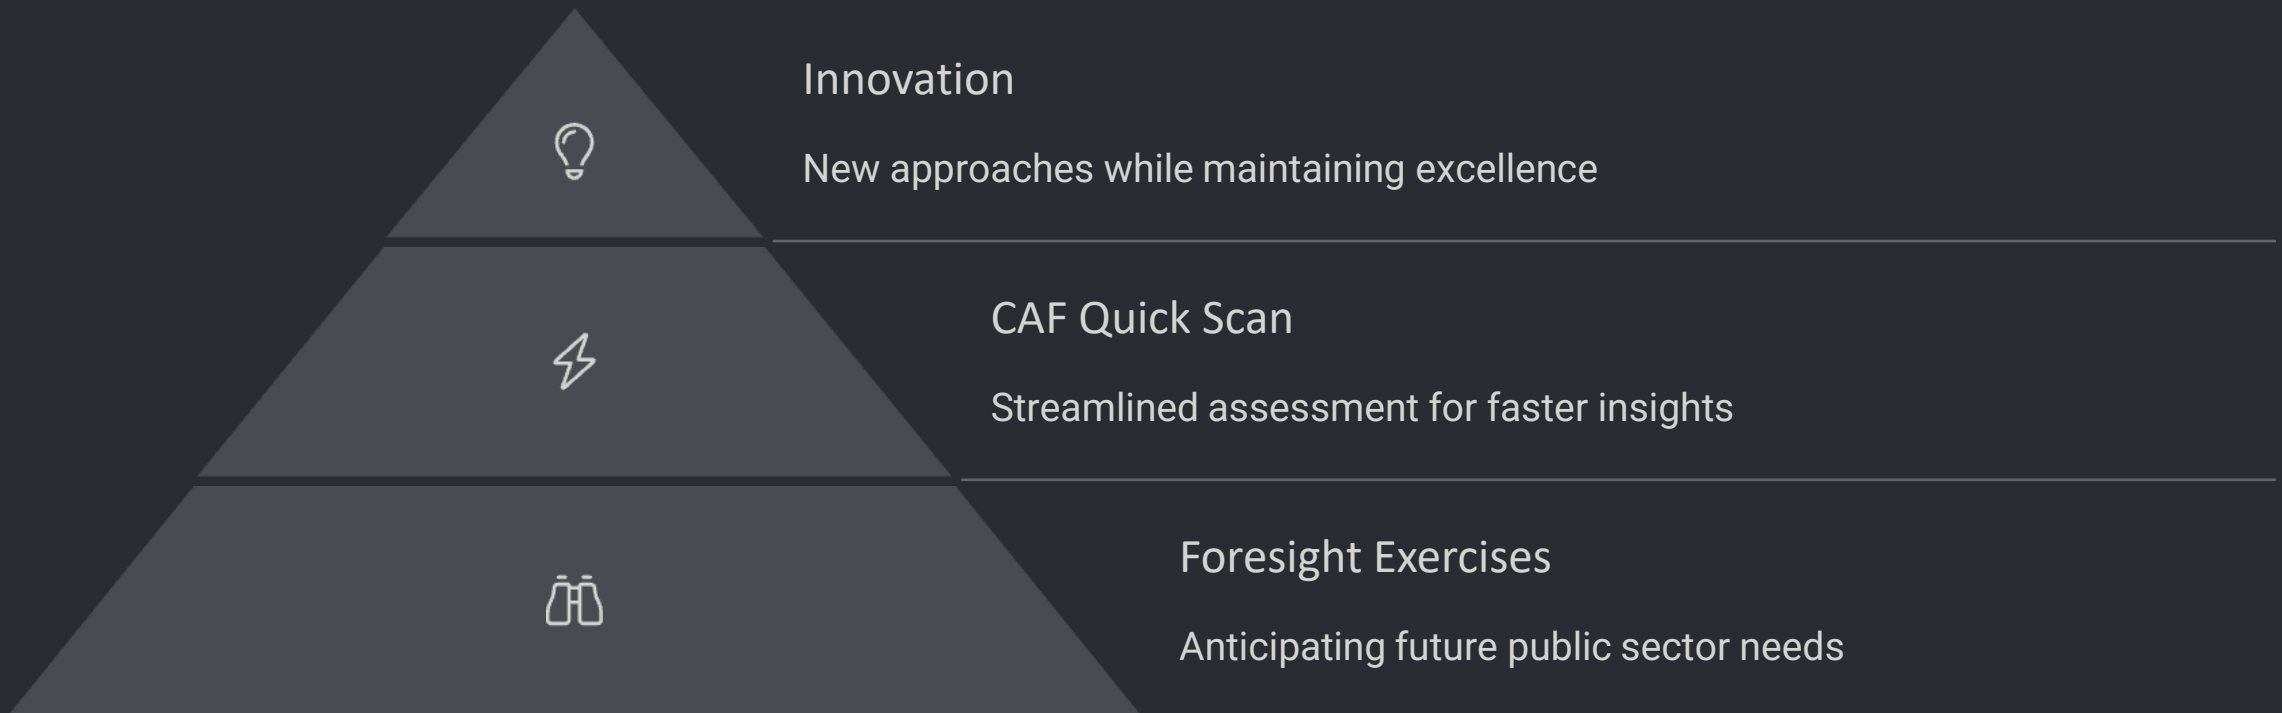 Innovation
New approaches while maintaining excellence
CAF Quick Scan
Streamlined assessment for faster insights
Foresight Exercises
Anticipating future public sector needs